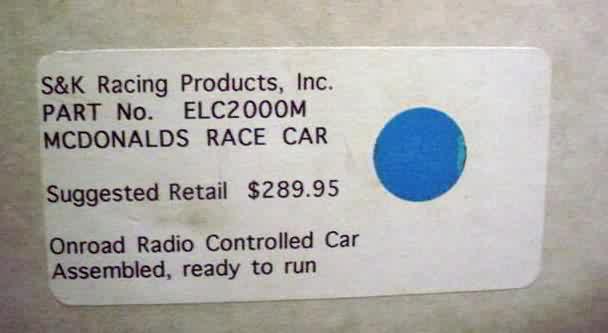 S&K Racing Products, Inc.
PART No. ELC2000M
MCDONALDS RACE CAR
Suggested Retail $289.95
Onroad Radio Controlled Car
Assembled, ready to run